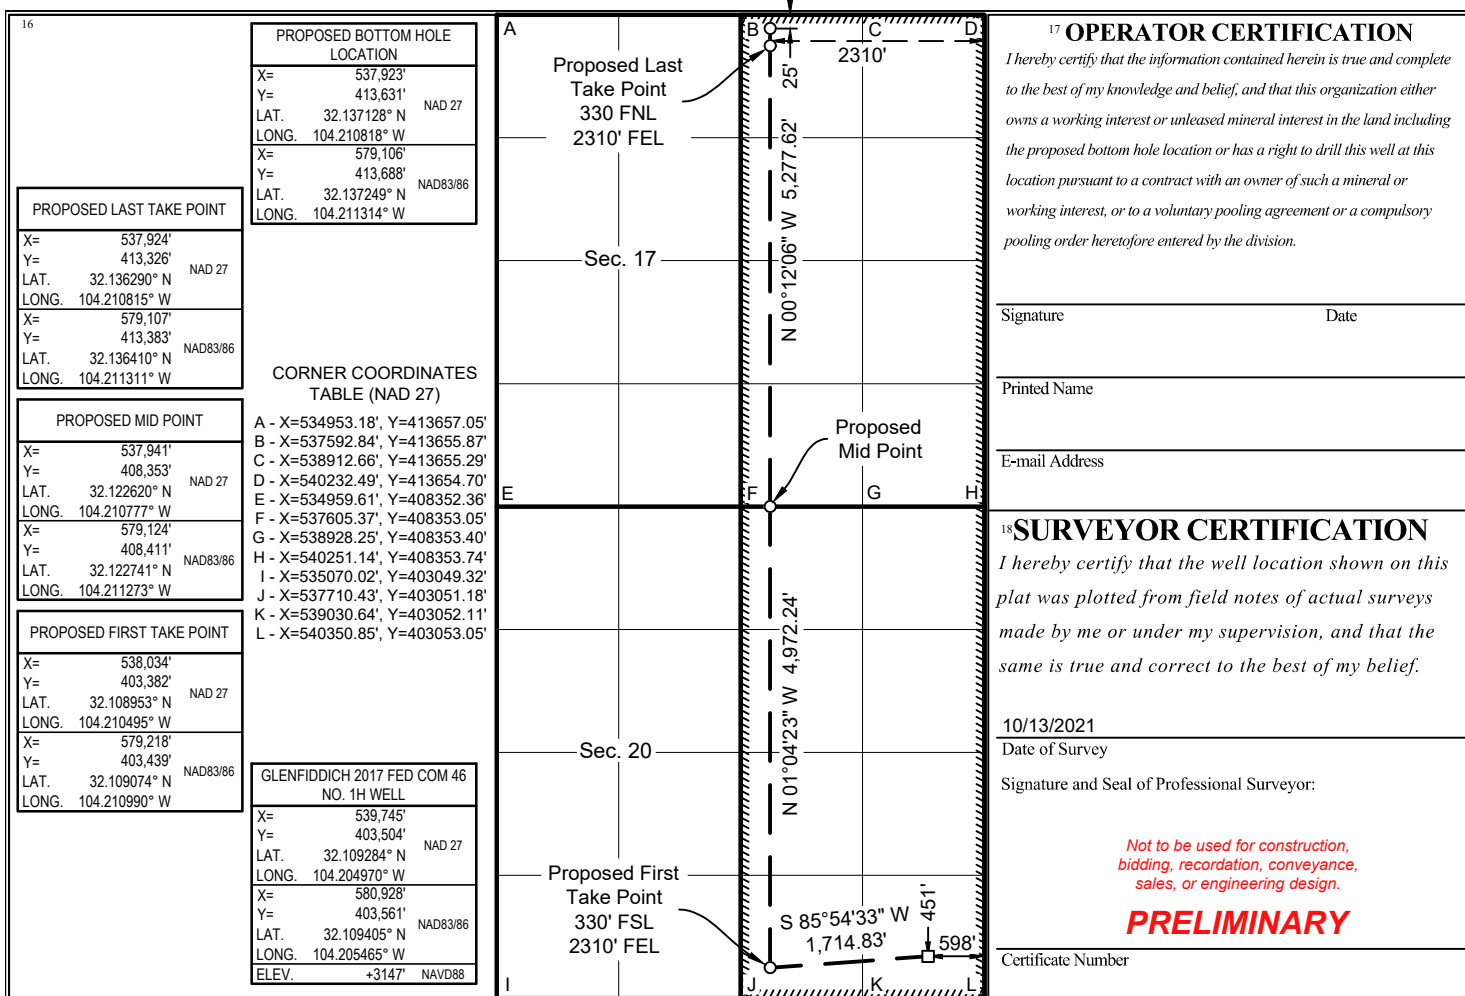 16
PROPOSED BOTTOM HOLE
LOCATION
X= 537,923'
Y= 413,631'
NAD 27
LAT. 32.137128° N
LONG. 104.210818° W
X= 579,106'
Y= 413,688'
NAD83/86
LAT. 32.137249° N
LONG. 104.211314° W
PROPOSED LAST TAKE POINT
X= 537,924'
Y= 413,326'
NAD 27
LAT. 32.136290° N
LONG. 104.210815° W
X= 579,107'
Y= 413,383'
NAD83/86
LAT. 32.136410° N
LONG. 104.211311° W
PROPOSED MID POINT
X= 537,941'
Y= 408,353'
NAD 27
LAT. 32.122620° N
LONG. 104.210777° W
X= 579,124'
Y= 408,411'
NAD83/86
LAT. 32.122741° N
LONG. 104.211273° W
PROPOSED FIRST TAKE POINT
X= 538,034'
Y= 403,382'
NAD 27
LAT. 32.108953° N
LONG. 104.210495° W
X= 579,218'
Y= 403,439'
NAD83/86
LAT. 32.109074° N
LONG. 104.210990° W
CORNER COORDINATES
TABLE (NAD 27)
A - X=534953.18', Y=413657.05'
B - X=537592.84', Y=413655.87'
C - X=538912.66', Y=413655.29'
D - X=540232.49', Y=413654.70'
E - X=534959.61', Y=408352.36'
F - X=537605.37', Y=408353.05'
G - X=538928.25', Y=408353.40'
H - X=540251.14', Y=408353.74'
I - X=535070.02', Y=403049.32'
J - X=537710.43', Y=403051.18'
K - X=539030.64', Y=403052.11'
L - X=540350.85', Y=403053.05'
GLENFIDDICH 2017 FED COM 46
NO. 1H WELL
X= 539,745'
Y= 403,504'
NAD 27
LAT. 32.109284° N
LONG. 104.204970° W
X= 580,928'
Y= 403,561'
NAD83/86
LAT. 32.109405° N
LONG. 104.205465° W
ELEV. +3147' NAVD88
A
B
C
D
2310'
25'
Proposed Last
Take Point
330 FNL
2310' FEL
N 00°12'06" W 5,277.62'
Sec. 17
Proposed
Mid Point
E
F
G
H
N 01°04'23" W 4,972.24'
Sec. 20
Proposed First
Take Point
330' FSL
2310' FEL
S 85°54'33" W
1,714.83'
451'
598'
I
J
K
L
17 OPERATOR CERTIFICATION
I hereby certify that the information contained herein is true and complete
to the best of my knowledge and belief, and that this organization either
owns a working interest or unleased mineral interest in the land including
the proposed bottom hole location or has a right to drill this well at this
location pursuant to a contract with an owner of such a mineral or
working interest, or to a voluntary pooling agreement or a compulsory
pooling order heretofore entered by the division.
Signature Date
Printed Name
E-mail Address
18 SURVEYOR CERTIFICATION
I hereby certify that the well location shown on this
plat was plotted from field notes of actual surveys
made by me or under my supervision, and that the
same is true and correct to the best of my belief.
10/13/2021
Date of Survey
Signature and Seal of Professional Surveyor:
Not to be used for construction,
bidding, recordation, conveyance,
sales, or engineering design.
PRELIMINARY
Certificate Number